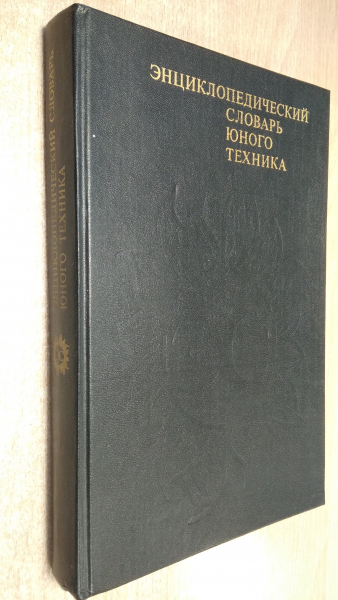 ЭНЦИКЛОПЕДИЧЕСКИЙ
СЛОВАРЬ
ЮНОГО
ТЕХНИКА
ЭНЦИКЛОПЕДИЧЕСКИЙ СЛОВАРЬ
ЮНОГО ТЕХНИКА